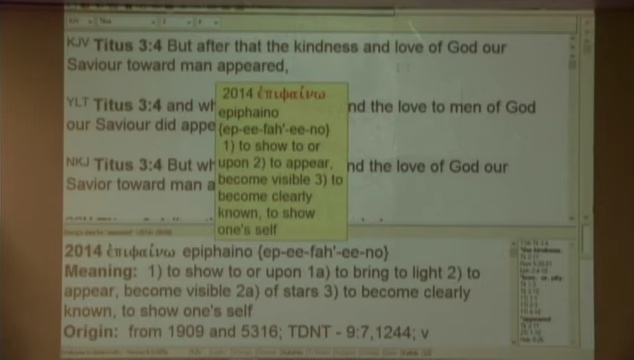 KJV Titus 3:4 But after that the kindness and love of God our
Saviour toward man appeared,
YLT Titus 3:4 and wh
nd the love to men of God
our Saviour did appe
NKJ Titus 3:4 But wh
nd the love of God our
Savior toward man a
2014 ἐπιφαίνω
epiphaino
{ep-ee-fah'-ee-no}
1) to show to or
upon 2) to appear,
become visible 3) to
become clearly
known, to show
one's self
2014 ἐπιφαίνω epiphaino {ep-ee-fah'-ee-no}
Meaning: 1) to show to or upon 1a) to bring to light 2) to
appear, become visible 2a) of stars 3) to become clearly
known, to show one's self
Origin: from 1909 and 5316; TDNT - 9:7,1244; v